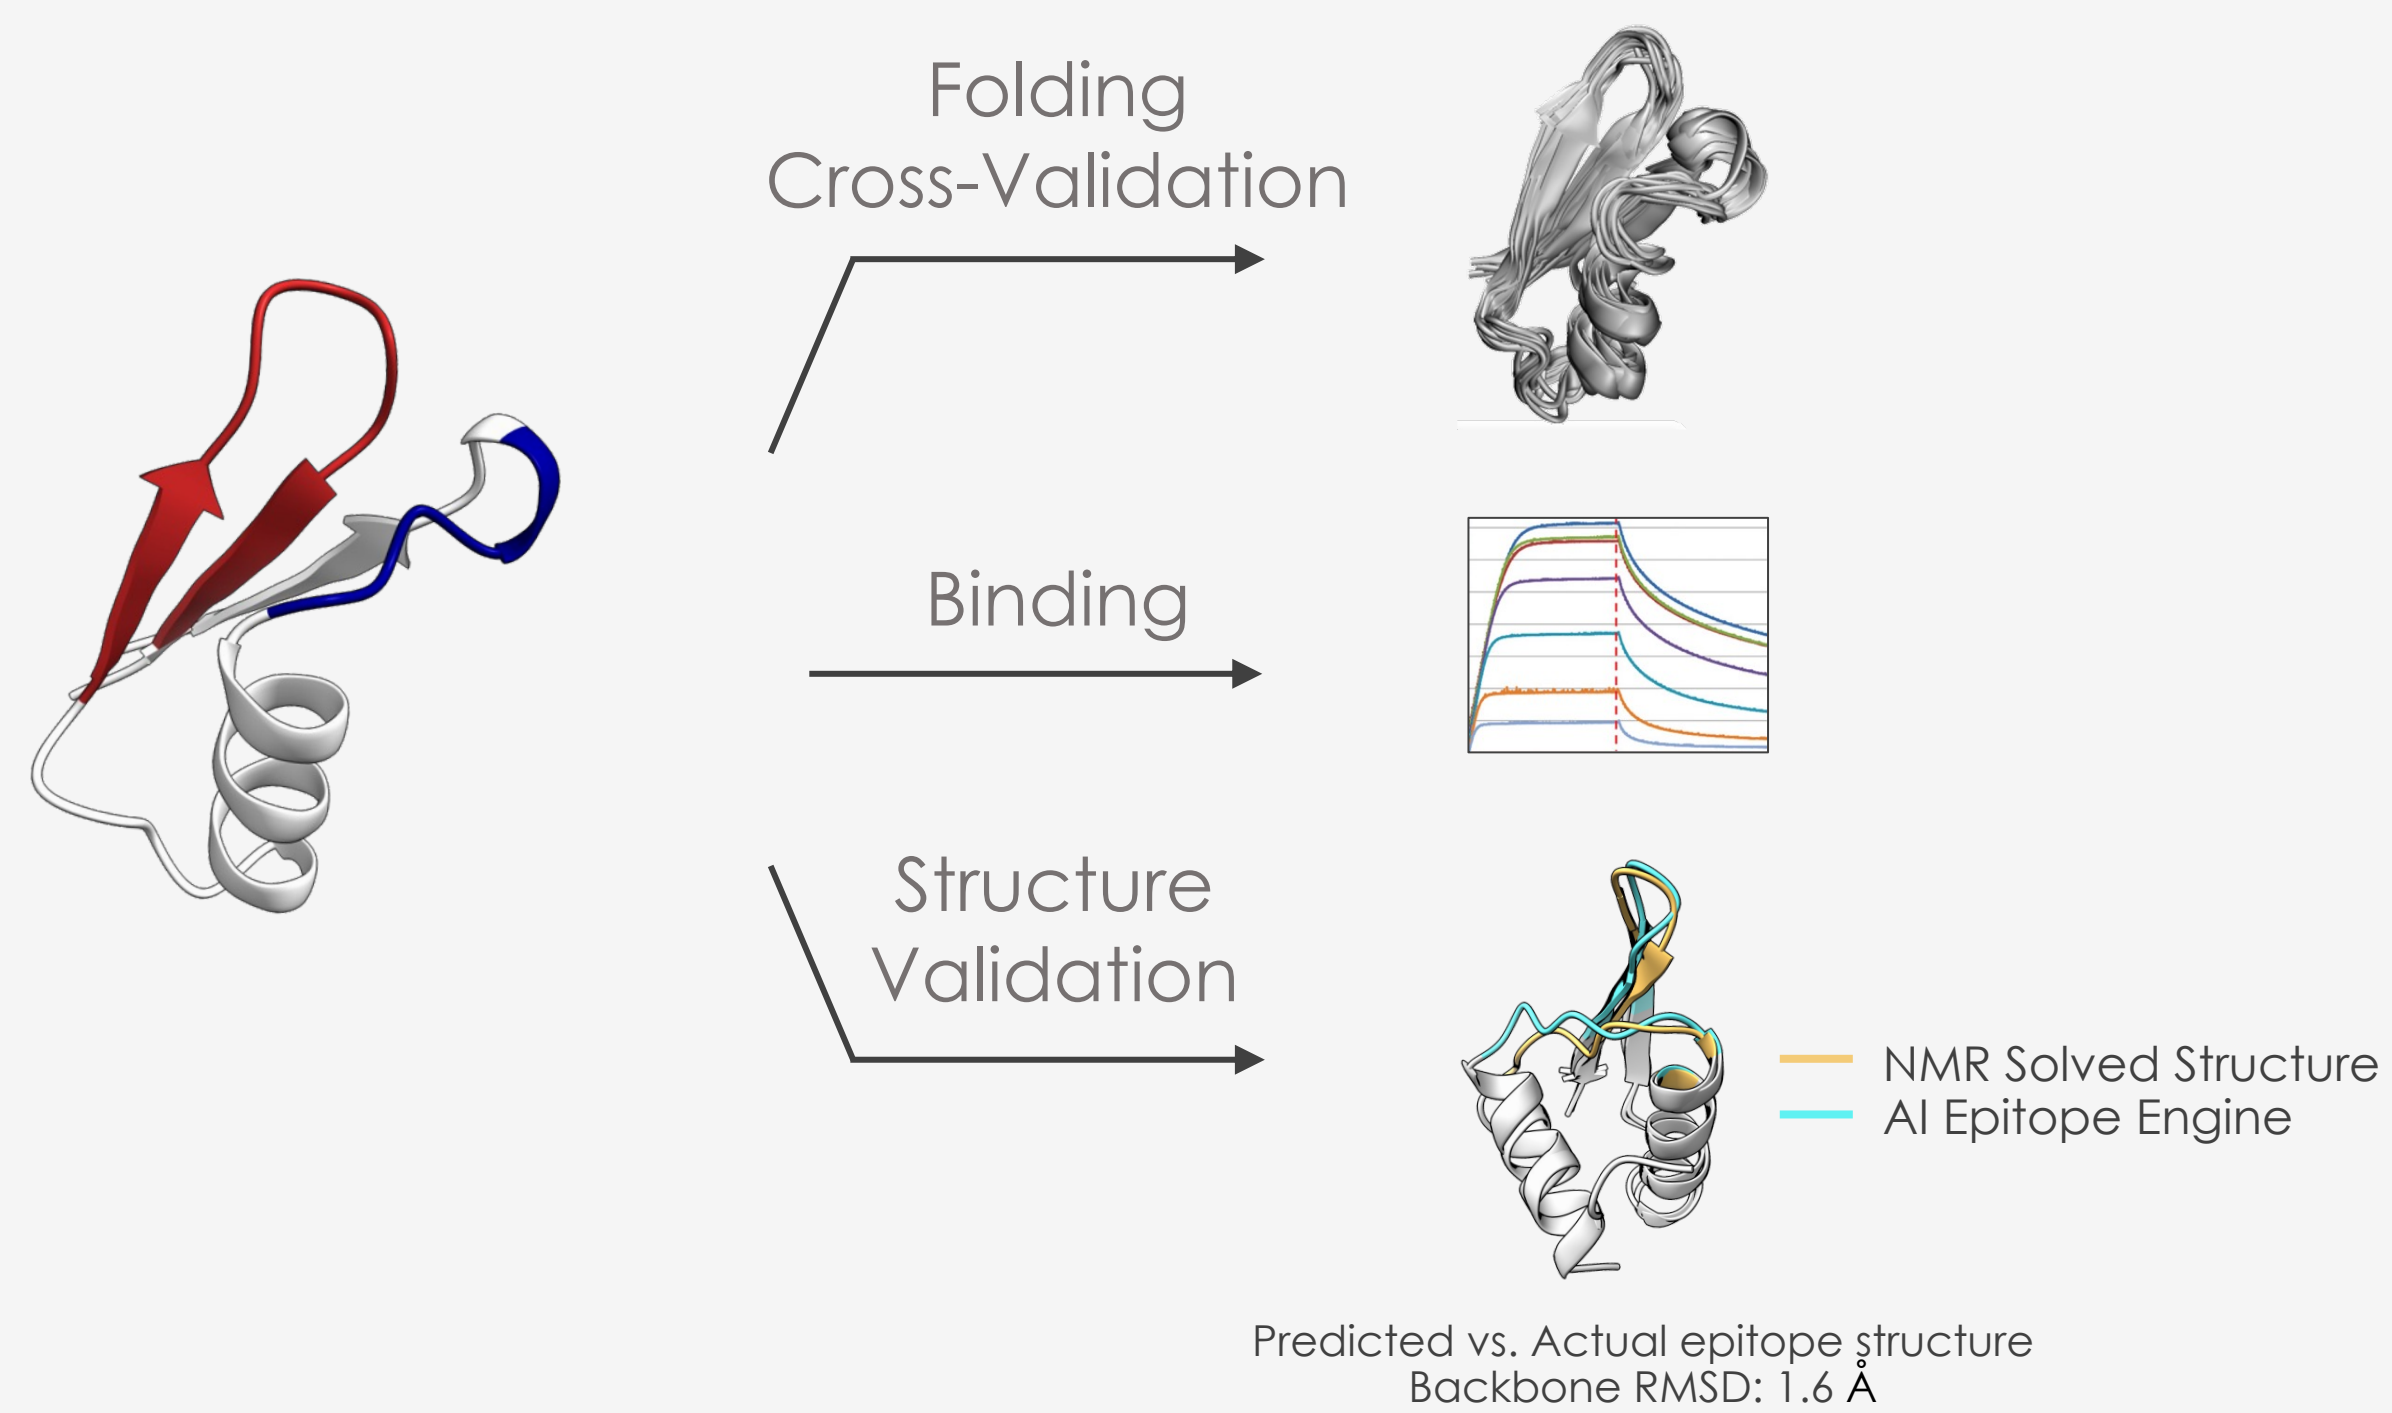 Folding
Cross-Validation
Binding
Structure
Validation
NMR Solved Structure
AI Epitope Engine
Predicted vs. Actual epitope structure
Backbone RMSD: 1.6 Å